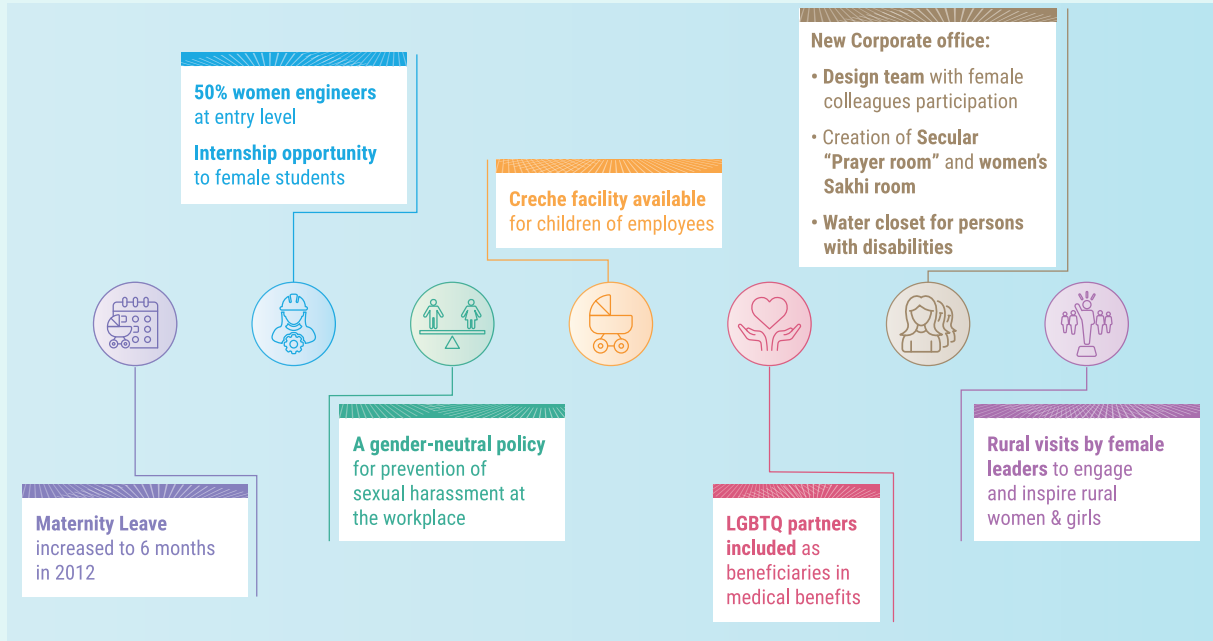 Maternity Leave
increased to 6 months
in 2012
50% women engineers
at entry level
Internship opportunity
to female students
A gender-neutral policy
for prevention of
sexual harassment at
the workplace
Creche facility available
for children of employees
LGBTQ partners
included as
beneficiaries in
medical benefits
New Corporate office:
• Design team with female
colleagues participation
• Creation of Secular
“Prayer room” and women’s
Sakhi room
• Water closet for persons
with disabilities
Rural visits by female
leaders to engage
and inspire rural
women & girls